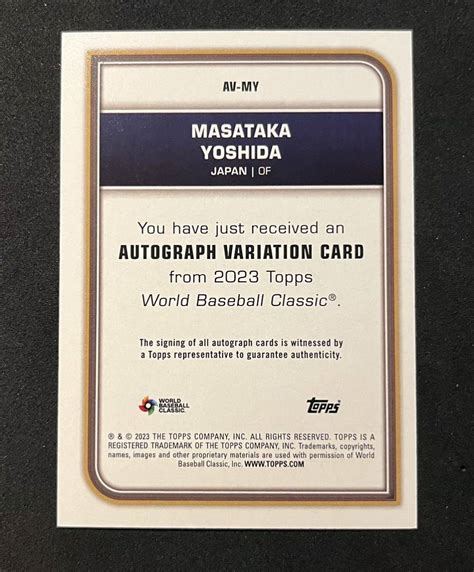 AV-MY
MASATAKA
YOSHIDA
JAPAN | OF
You have just received an
AUTOGRAPH VARIATION CARD
from 2023 Topps
World Baseball Classic®.
The signing of all autograph cards is witnessed by
a Topps representative to guarantee authenticity.
WORLD
BASEBALL
CLASSIC.
topps
® & © 2023 THE TOPPS COMPANY, INC. ALL RIGHTS RESERVED. TOPPS IS A
REGISTERED TRADEMARK OF THE TOPPS COMPANY, INC. Trademarks, copyrights,
names, images and other proprietary materials are used with permission of World
Baseball Classic, Inc. WWW.TOPPS.COM